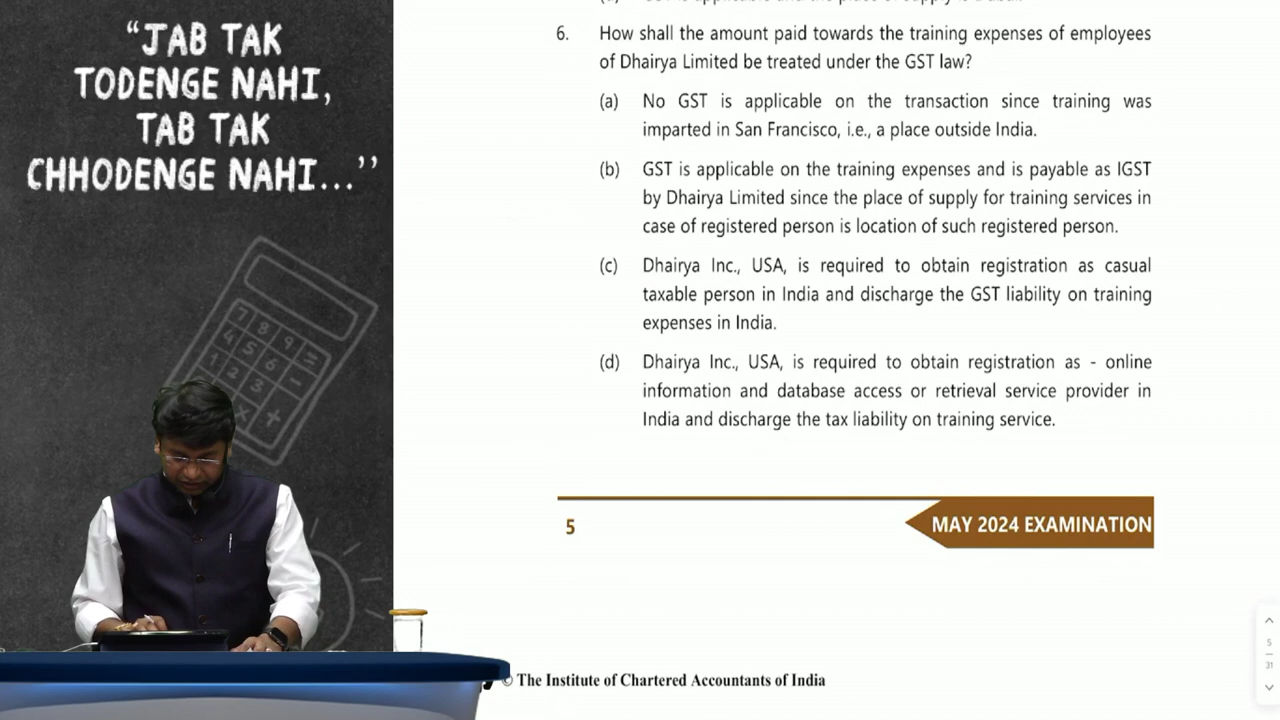 “JAB TAK
TODENGE NAHI,
TAB TAK
CHHODENGE NAHI...’’
6. How shall the amount paid towards the training expenses of employees
of Dhairya Limited be treated under the GST law?
(a) No GST is applicable on the transaction since training was
imparted in San Francisco, i.e., a place outside India.
(b) GST is applicable on the training expenses and is payable as IGST
by Dhairya Limited since the place of supply for training services in
case of registered person is location of such registered person.
(c) Dhairya Inc., USA, is required to obtain registration as casual
taxable person in India and discharge the GST liability on training
expenses in India.
(d) Dhairya Inc., USA, is required to obtain registration as - online
information and database access or retrieval service provider in
India and discharge the tax liability on training service.
5
MAY 2024 EXAMINATION
© The Institute of Chartered Accountants of India
5
31